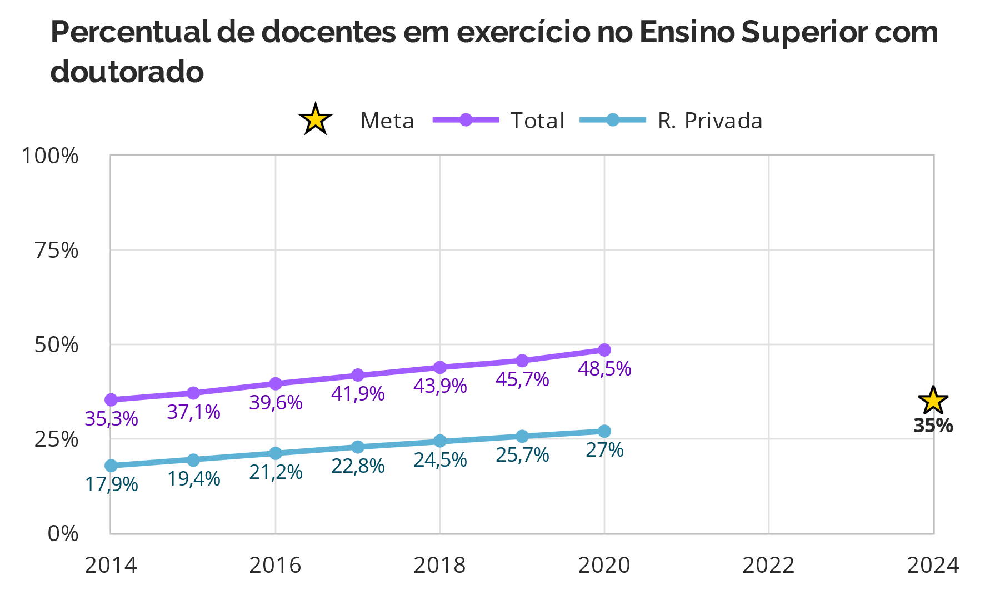 Percentual de docentes em exercício no Ensino Superior com
doutorado
Meta Total R. Privada
100%
75%
50%
25%
0%
35,3% 37,1% 39,6% 41,9% 43,9% 45,7% 48,5%
35%
17,9% 19,4% 21,2% 22,8% 24,5% 25,7% 27%
2014 2016 2018 2020 2022 2024